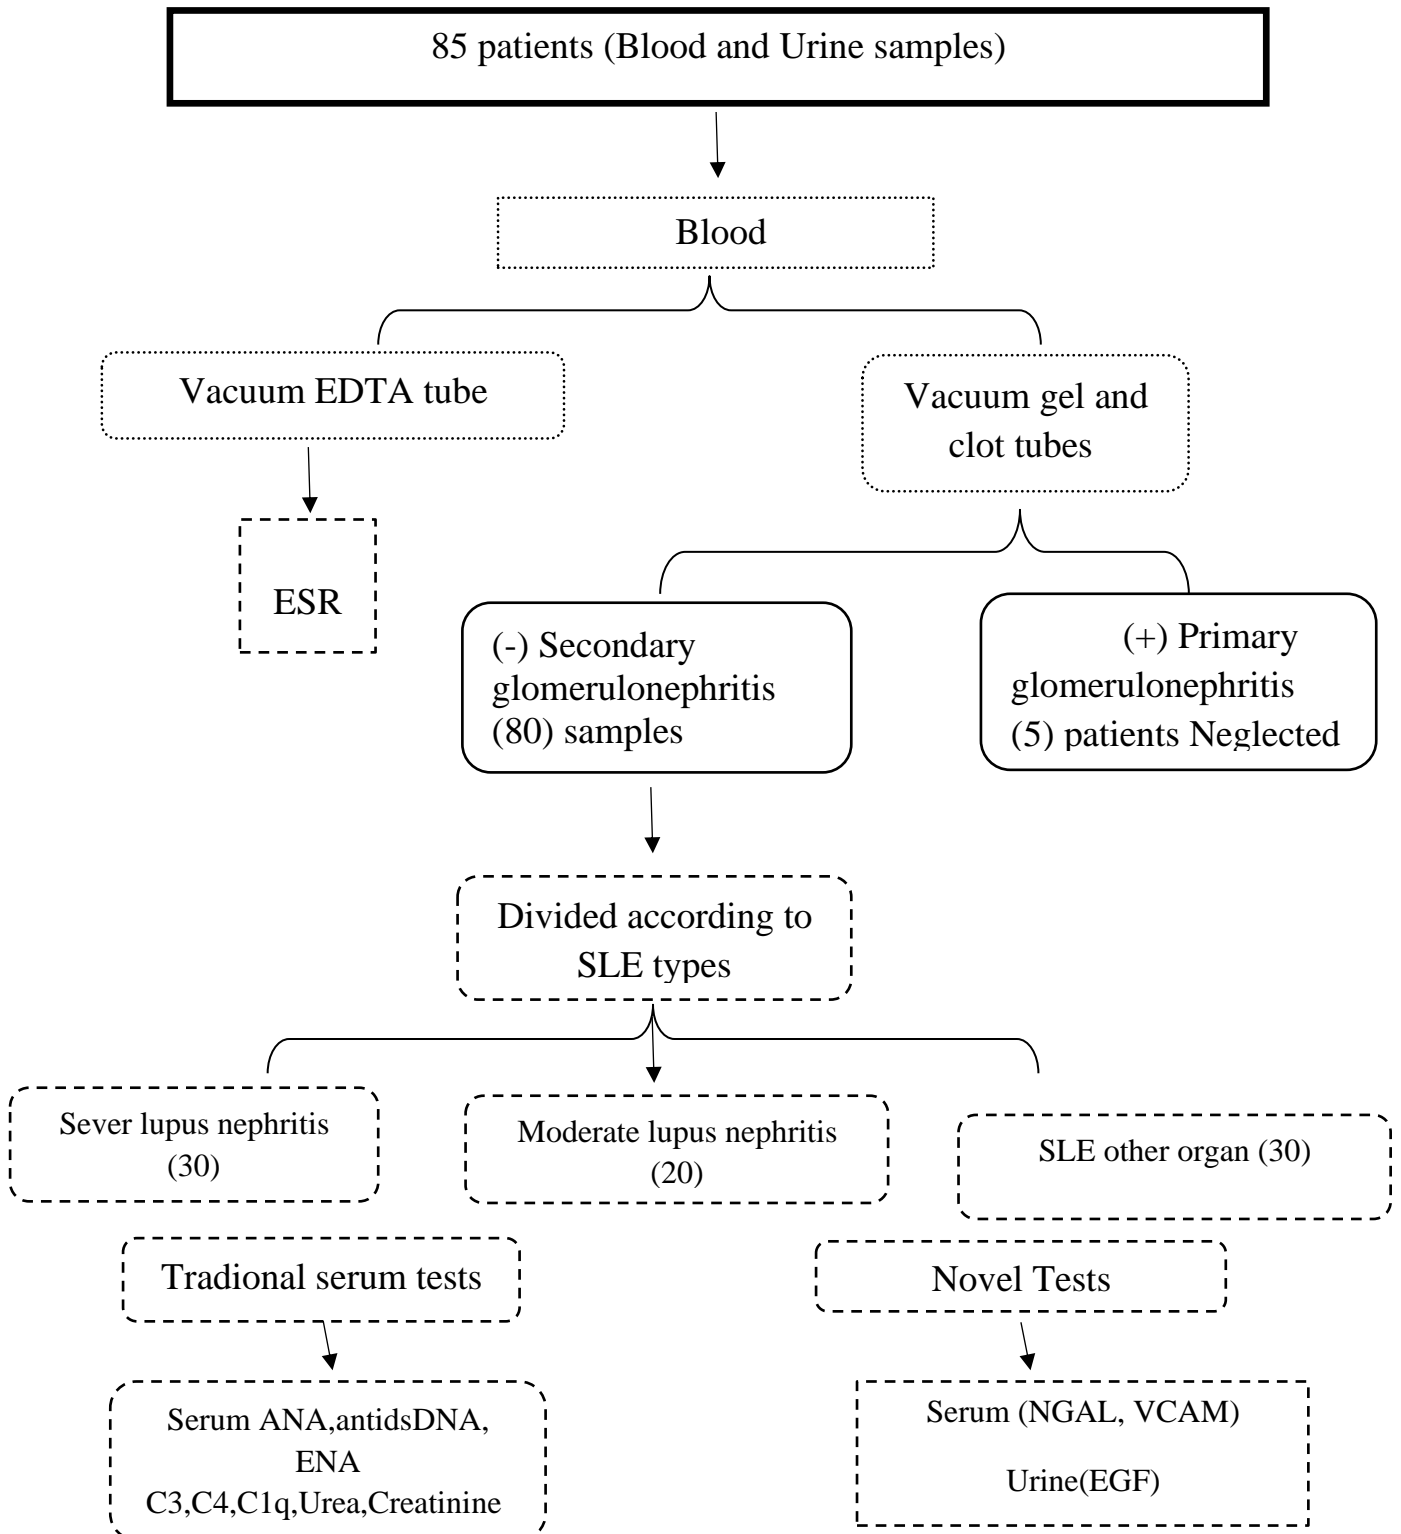 85 patients (Blood and Urine samples)
Blood
Vacuum EDTA tube
Vacuum gel and
clot tubes
ESR
(-) Secondary
glomerulonephritis
(80) samples
(+) Primary
glomerulonephritis
(5) patients Neglected
Divided according to
SLE types
Sever lupus nephritis
(30)
Moderate lupus nephritis
(20)
SLE other organ (30)
Tradional serum tests
Novel Tests
Serum ANA,antidsDNA,
ENA
C3,C4,C1q,Urea,Creatinine
Serum (NGAL, VCAM)
Urine(EGF)